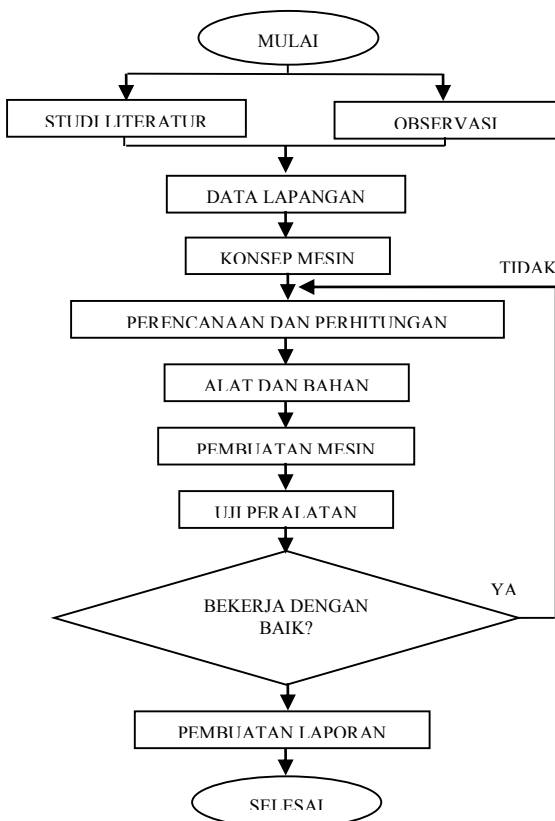 MULAI
STUDI LITERATUR
OBSERVASI
DATA LAPANGAN
KONSEP MESIN
TIDAK
PERENCANAAN DAN PERHITUNGAN
ALAT DAN BAHAN
PEMBUATAN MESIN
UJI PERALATAN
YA
BEKERJA DENGAN
BAIK?
PEMBUATAN LAPORAN
SELESAI